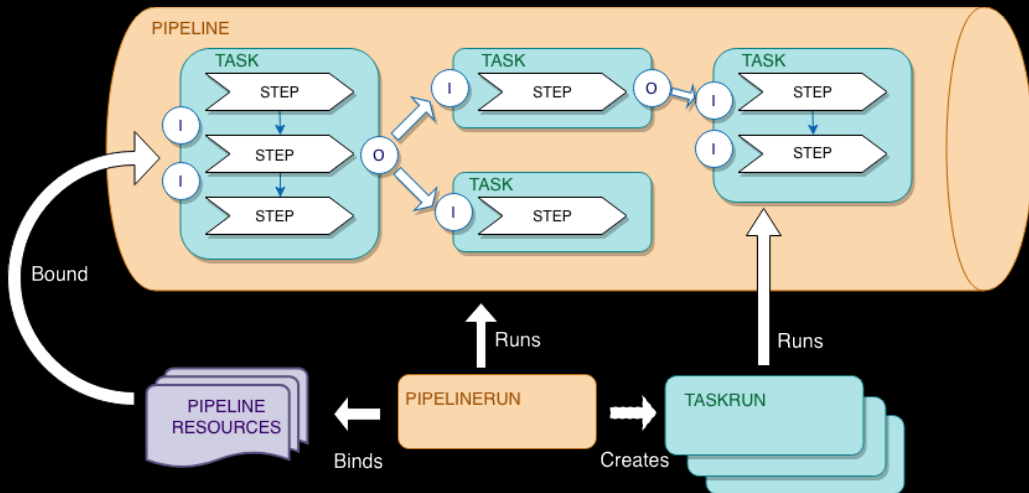 PIPELINE
TASK
STEP
I
STEP
I
STEP
O
TASK
I
STEP
O
TASK
I
STEP
TASK
I
STEP
I
STEP
Bound
Runs
Runs
PIPELINE
RESOURCES
PIPELINERUN
TASKRUN
Binds
Creates